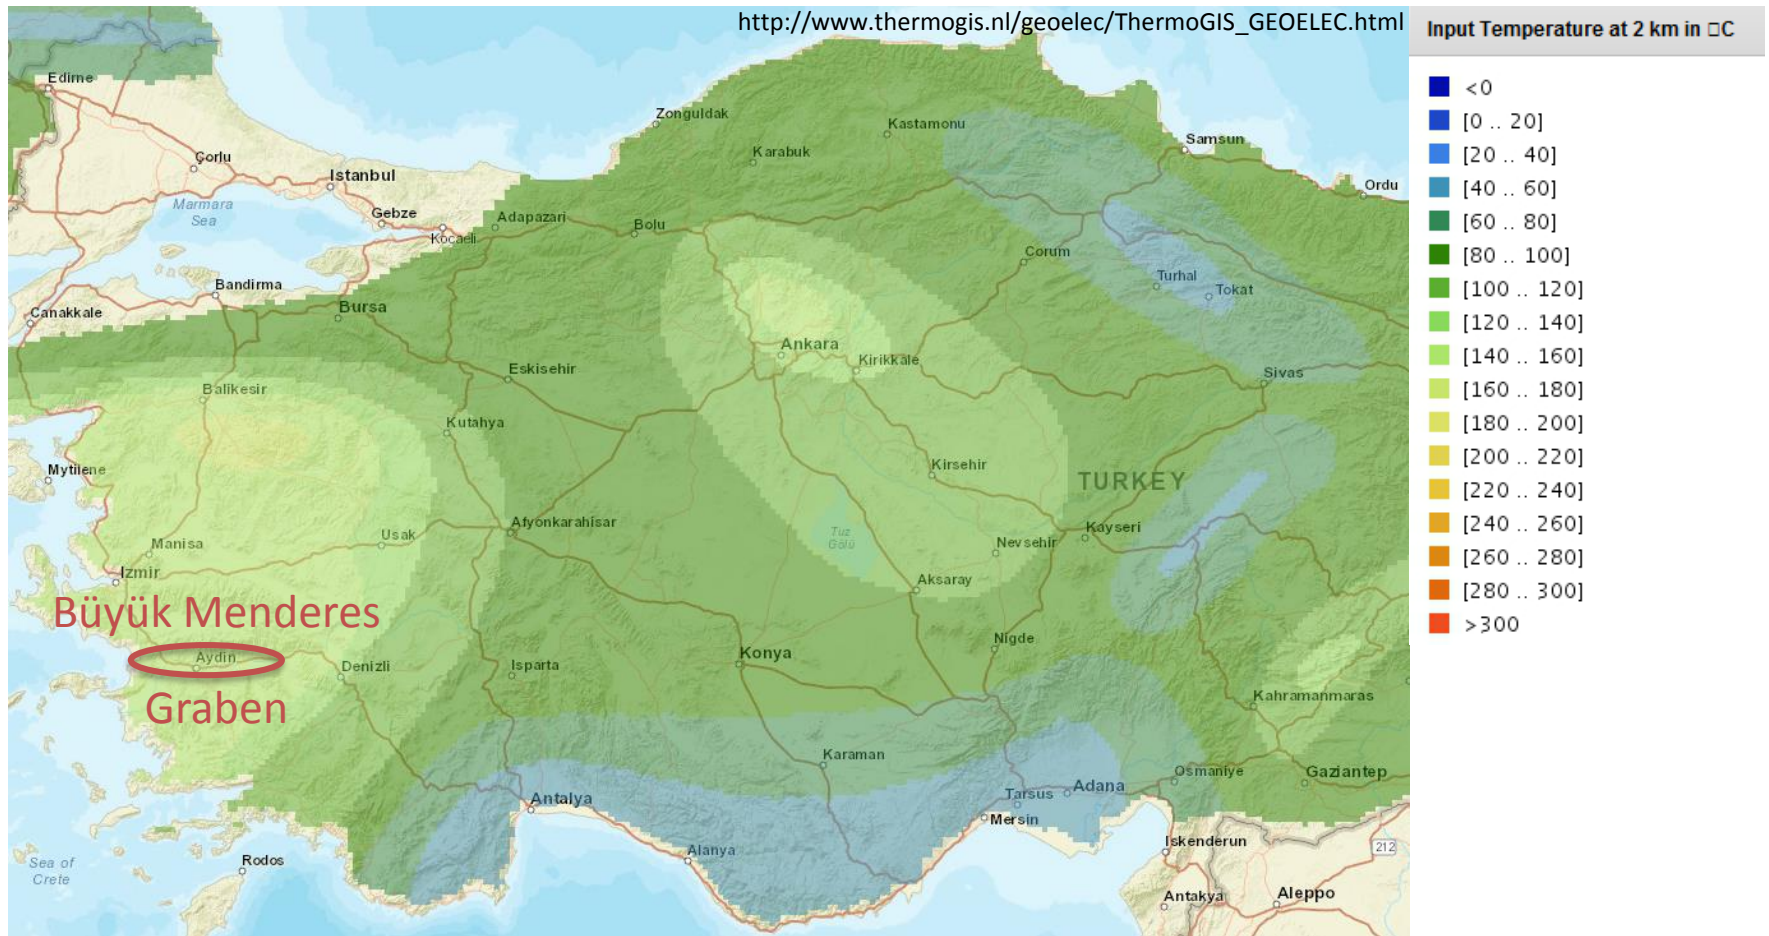 http://www.thermogis.nl/geoelec/ThermoGIS_GEOELEC.html
Input Temperature at 2 km in □C
<0
[0 .. 20]
[20 .. 40]
[40 .. 60]
[60 .. 80]
[80 .. 100]
[100 .. 120]
[120 .. 140]
[140 .. 160]
[160 .. 180]
[180 .. 200]
[200 .. 220]
[220 .. 240]
[240 .. 260]
[260 .. 280]
[280 .. 300]
>300
Edirne
Zonguldak
Kastamonu
Samsun
Çorlu
Karabuk
Istanbul
Ordu
Marmara
Sea
Gebze
Adapazari
Bolu
Kocaeli
Corum
Turhal
Tokat
Bandirma
Canakkale
Bursa
Ankara
Kirikkale
Eskisehir
Sivas
Balikesir
Kutahya
Mytilene
Kirsehir
TURKEY
Afyonkarahisar
Kayseri
Usak
Tuz
Gölü
Manisa
Nevsehir
Izmir
Aksaray
Büyük Menderes
Nigde
Aydin
Denizli
Isparta
Konya
Graben
Kahramanmaras
Karaman
Osmaniye
Gaziantep
Antalya
Tarsus
Adana
Mersin
Iskenderun
212
Alanya
Sea of
Crete
Rodos
Antakya
Aleppo